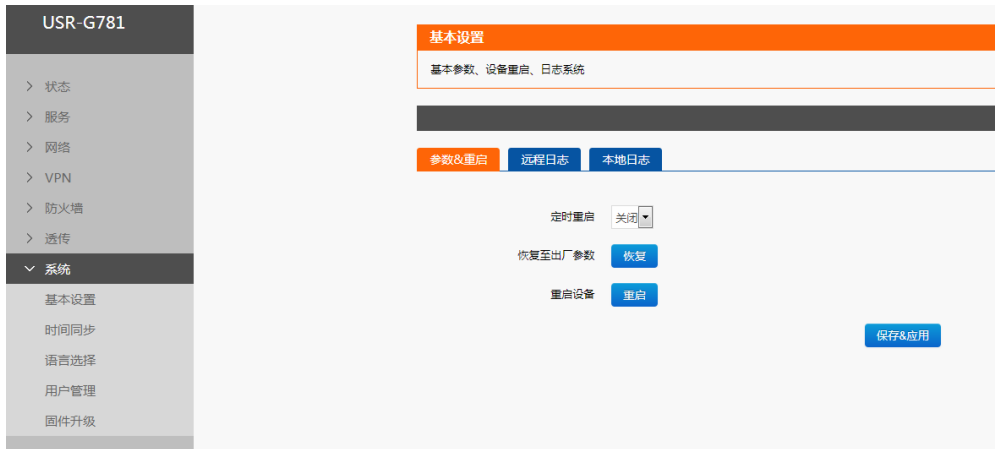 USR-G781
状态
服务
网络
VPN
防火墙
透传
系统
基本设置
时间同步
语言选择
用户管理
固件升级
基本设置
基本参数、设备重启、日志系统
参数&重启 远程日志 本地日志
定时重启 关闭
恢复至出厂参数 恢复
重启设备 重启
保存&应用